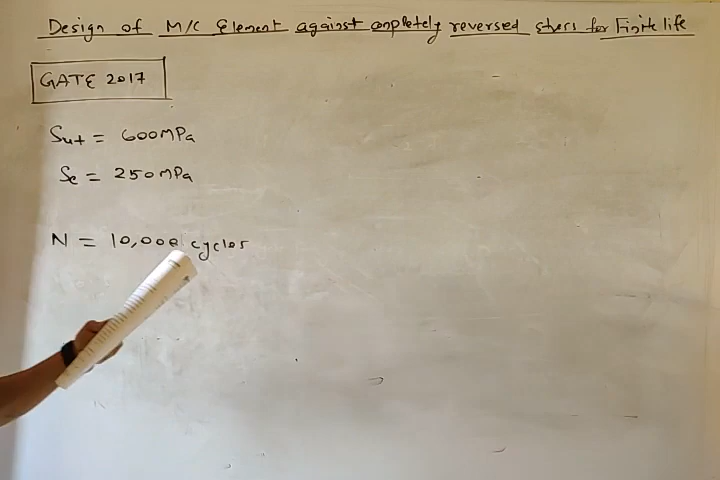 Design of M/C Element against completely reversed stress for Finite life
GATE 2017
Sut = 600MPa
Se = 250MPa
N = 10,000 cycles